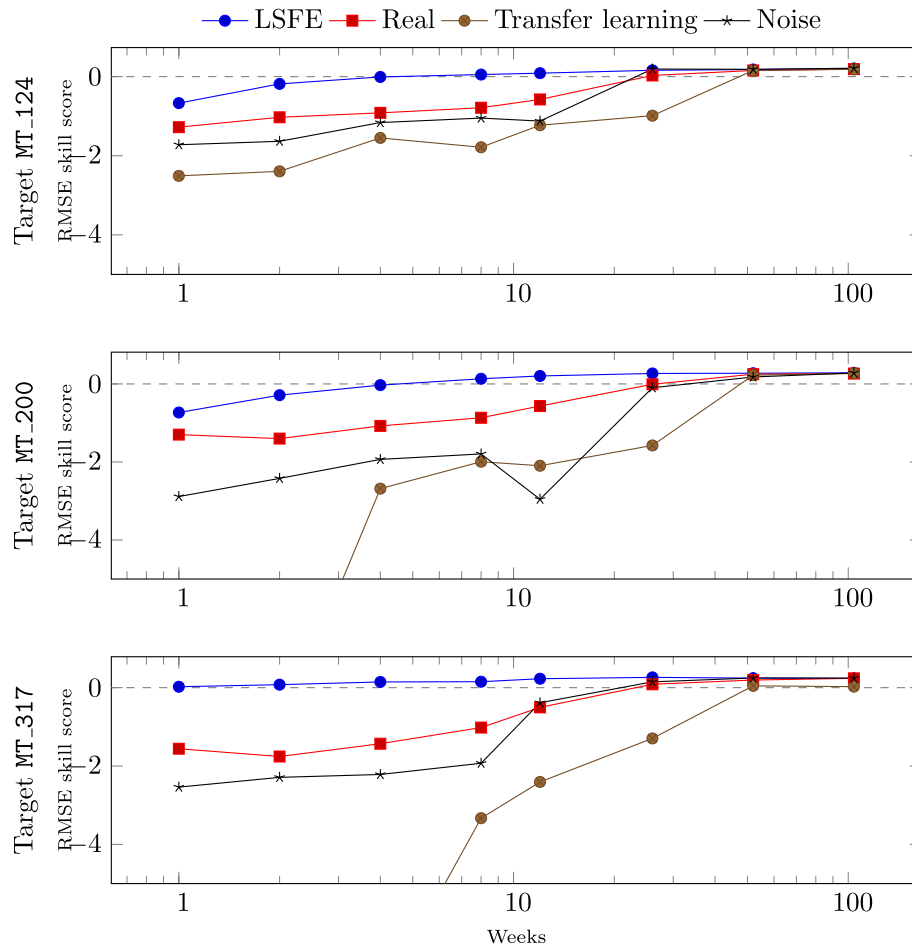 LSFE Real Transfer learning Noise
Target MT_124
RMSE skill score
0
−2
−4
1 10 100
Target MT_200
RMSE skill score
0
−2
−4
1 10 100
Target MT_317
RMSE skill score
0
−2
−4
1 10 100
Weeks